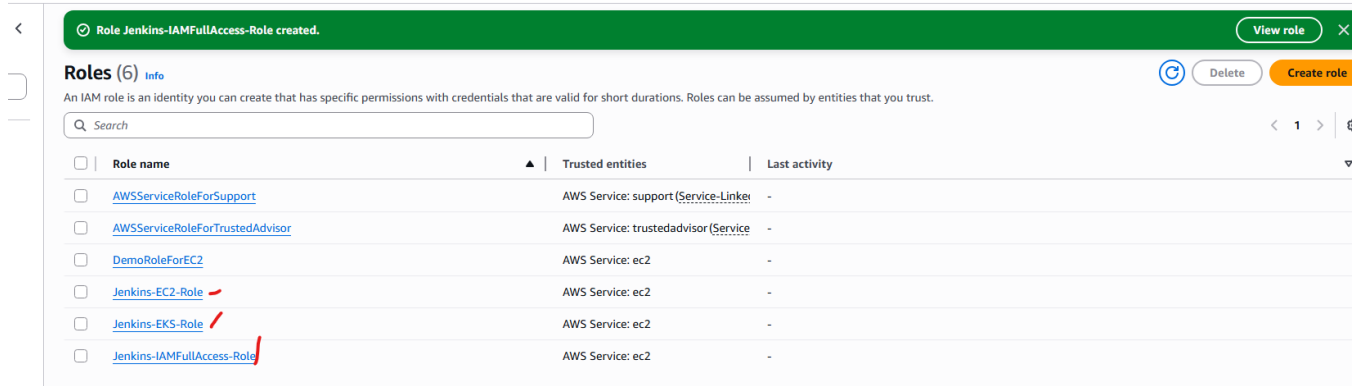 Role Jenkins-IAMFullAccess-Role created. View role
Roles (6) Info
Delete Create role
An IAM role is an identity you can create that has specific permissions with credentials that are valid for short durations. Roles can be assumed by entities that you trust.
Search
1
Role name Trusted entities Last activity
AWSServiceRoleForSupport AWS Service: support (Service-Linke -
AWSServiceRoleForTrustedAdvisor AWS Service: trustedadvisor (Service -
DemoRoleForEC2 AWS Service: ec2 -
Jenkins-EC2-Role AWS Service: ec2 -
Jenkins-EKS-Role AWS Service: ec2 -
Jenkins-IAMFullAccess-Role AWS Service: ec2 -